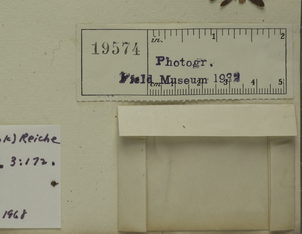 19574
in. 1 2
Photogr.
Field Museum 1932
cm 1 2 3 4 5
k) Reiche
3:172.
1968